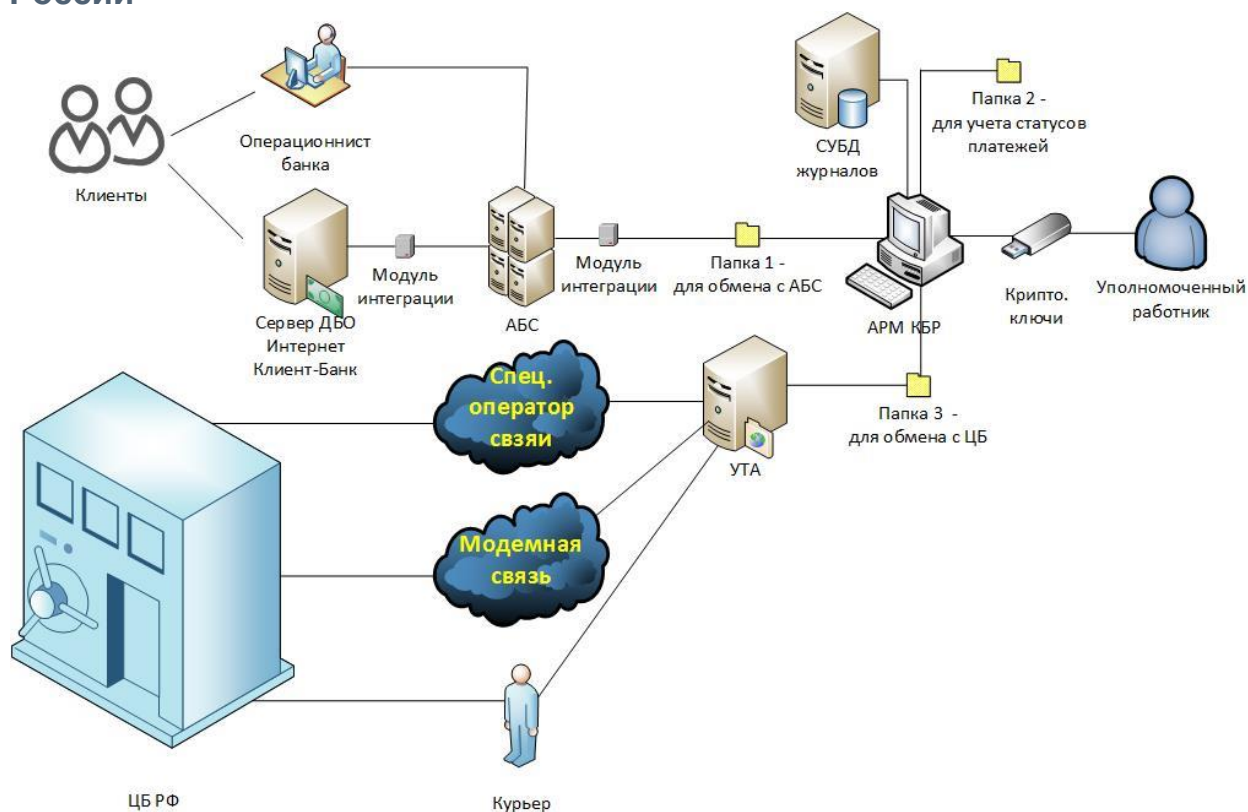 России
Операционнист
банка
Клиенты
СУБД
журналов
Папка 2 -
для учета статусов
платежей
Модуль
интеграции
Модуль
интеграции
Папка 1 -
для обмена с АБС
Крипто.
ключи
Уполномоченный
работник
Сервер ДБО
Интернет
Клиент-Банк
АБС
АРМ КБР
Спец.
оператор
свзяи
УТА
Папка 3 -
для обмена с ЦБ
Модемная
связь
ЦБ РФ
Курьер